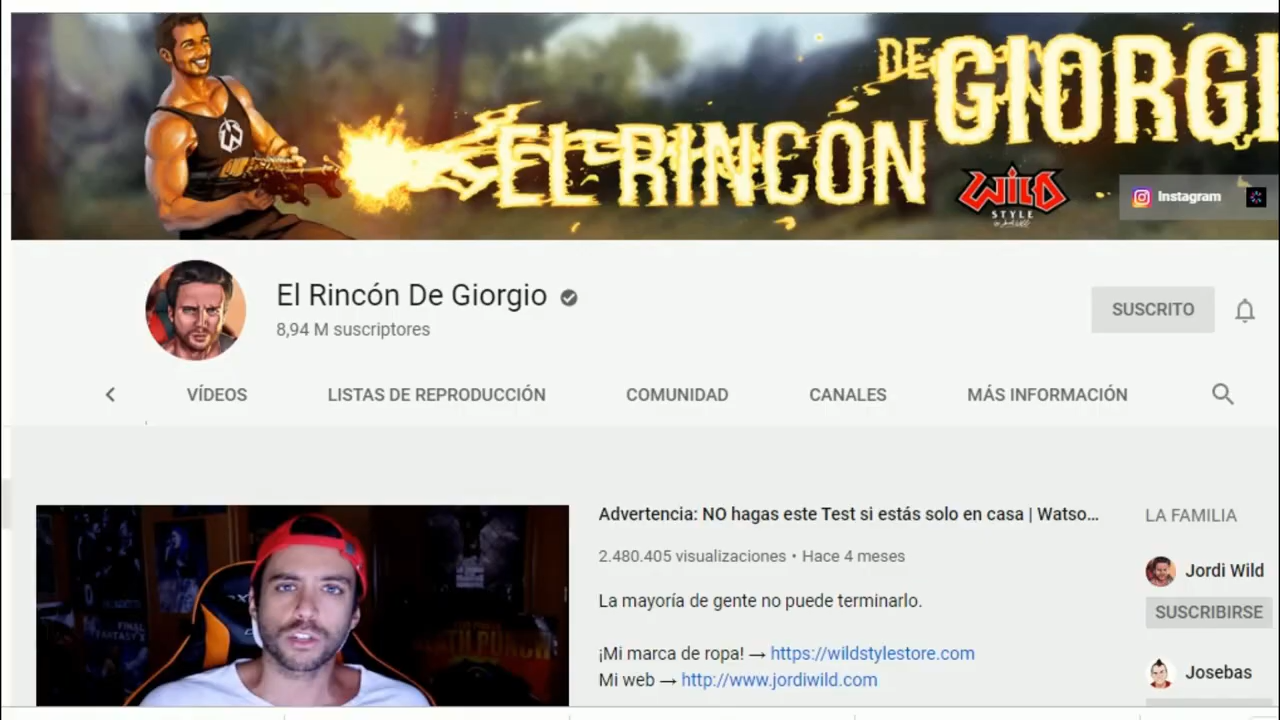 DE GIORGI
EL RINCÓN
WILD
STYLE
Instagram
El Rincón De Giorgio
8,94 M suscriptores
SUSCRITO
VÍDEOS
LISTAS DE REPRODUCCIÓN
COMUNIDAD
CANALES
MÁS INFORMACIÓN
Advertencia: NO hagas este Test si estás solo en casa | Watso...
2.480.405 visualizaciones • Hace 4 meses
La mayoría de gente no puede terminarlo.
¡Mi marca de ropa! → https://wildstylestore.com
Mi web → http://www.jordiwild.com
LA FAMILIA
Jordi Wild
SUSCRIBIRSE
Josebas
FINAL
FANTASY X